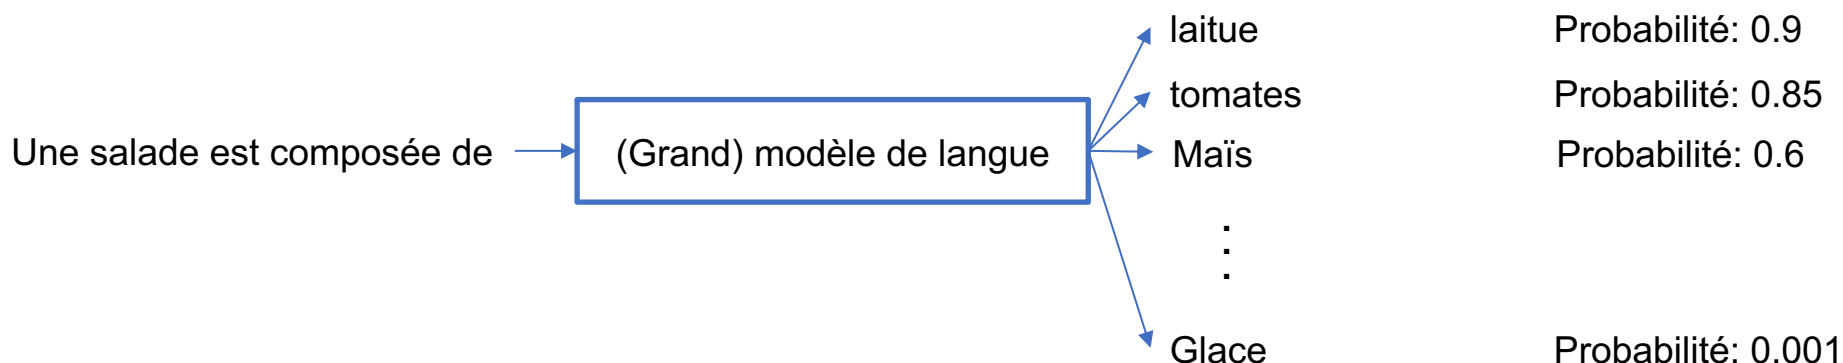 laitue Probabilité: 0.9
tomates Probabilité: 0.85
Une salade est composée de (Grand) modèle de langue Maïs Probabilité: 0.6
.
.
.
Glace Probabilité: 0.001